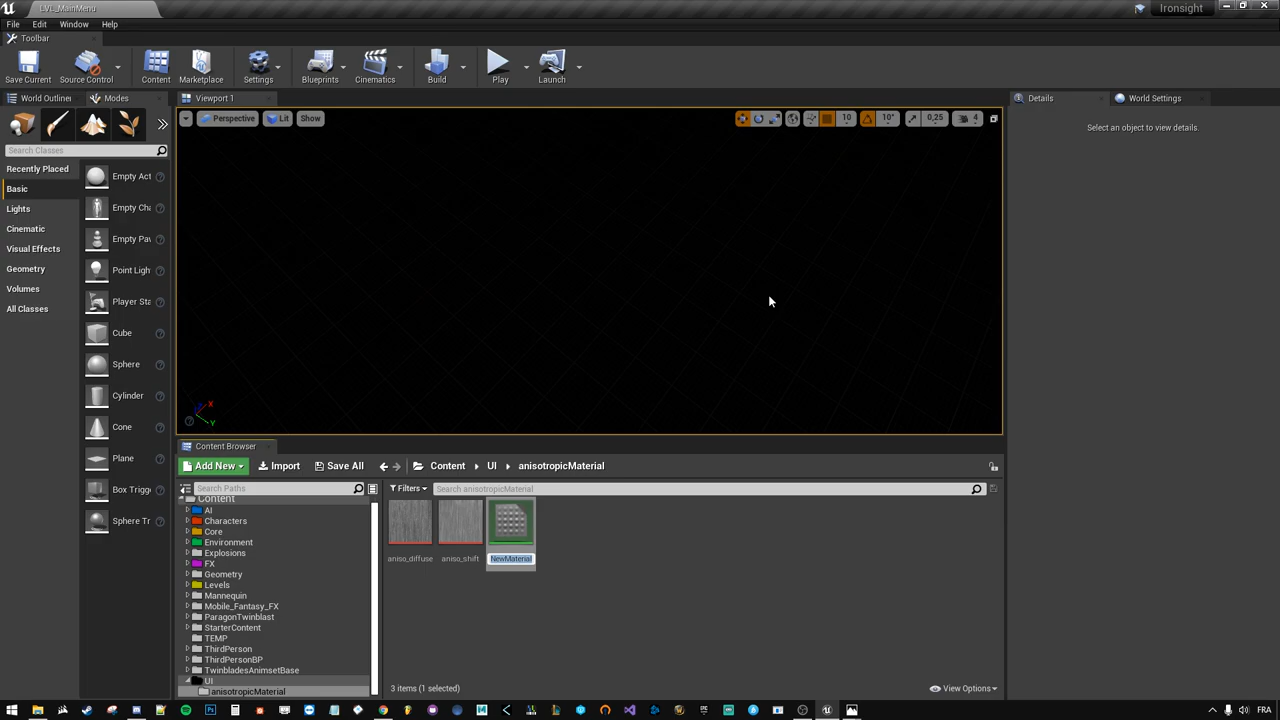 LVL_MainMenu
Ironsight
File Edit Window Help
Toolbar
Save Current Source Control Content Marketplace Settings Blueprints Cinematics Build Play Launch
World Outliner Modes
Viewport 1
Details World Settings
Perspective Lit Show
10 10° 0,25 4
Select an object to view details.
Search Classes
Recently Placed
Basic
Lights
Cinematic
Visual Effects
Geometry
Volumes
All Classes
Empty Act
Empty Cha
Empty Pav
Point Ligh
Player Sta
Cube
Sphere
Cylinder
Cone
Plane
Box Trigg
Sphere Tr
X
Y
Content Browser
Add New Import Save All Content UI anisotropicMaterial
Search Paths
Filters Search anisotropicMaterial
Content
AI
Characters
Core
Environment
Explosions
FX
Geometry
Levels
Mannequin
Mobile_Fantasy_FX
ParagonTwinblast
StarterContent
TEMP
ThirdPerson
ThirdPersonBP
TwinbladesAnimsetBase
UI
anisotropicMaterial
aniso_diffuse aniso_shift NewMaterial
3 items (1 selected) View Options
FRA